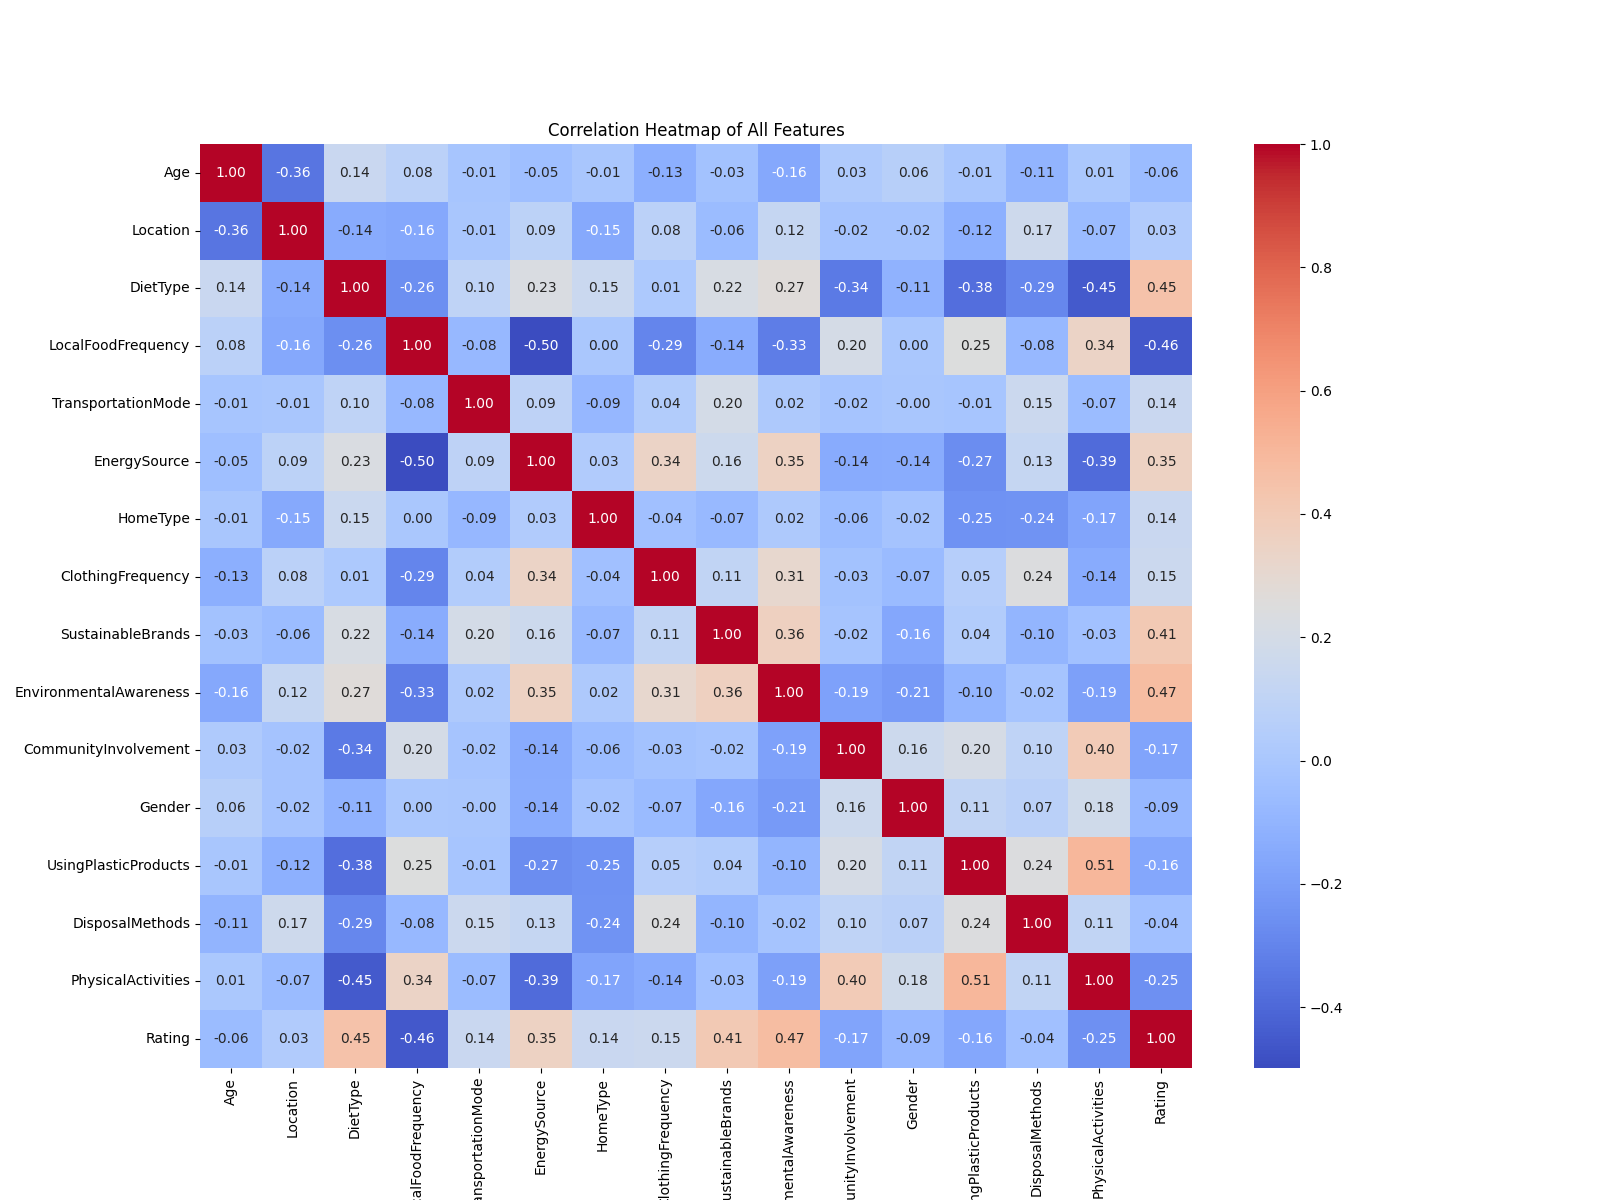 Correlation Heatmap of All Features
Age 1.00 -0.36 0.14 0.08 -0.01 -0.05 -0.01 -0.13 -0.03 -0.16 0.03 0.06 -0.01 -0.11 0.01 -0.06
Location -0.36 1.00 -0.14 -0.16 -0.01 0.09 -0.15 0.08 -0.06 0.12 -0.02 -0.02 -0.12 0.17 -0.07 0.03
DietType 0.14 -0.14 1.00 -0.26 0.10 0.23 0.15 0.01 0.22 0.27 -0.34 -0.11 -0.38 -0.29 -0.45 0.45
LocalFoodFrequency 0.08 -0.16 -0.26 1.00 -0.08 -0.50 0.00 -0.29 -0.14 -0.33 0.20 0.00 0.25 -0.08 0.34 -0.46
TransportationMode -0.01 -0.01 0.10 -0.08 1.00 0.09 -0.09 0.04 0.20 0.02 -0.02 -0.00 -0.01 0.15 -0.07 0.14
EnergySource -0.05 0.09 0.23 -0.50 0.09 1.00 0.03 0.34 0.16 0.35 -0.14 -0.14 -0.27 0.13 -0.39 0.35
HomeType -0.01 -0.15 0.15 0.00 -0.09 0.03 1.00 -0.04 -0.07 0.02 -0.06 -0.02 -0.25 -0.24 -0.17 0.14
ClothingFrequency -0.13 0.08 0.01 -0.29 0.04 0.34 -0.04 1.00 0.11 0.31 -0.03 -0.07 0.05 0.24 -0.14 0.15
SustainableBrands -0.03 -0.06 0.22 -0.14 0.20 0.16 -0.07 0.11 1.00 0.36 -0.02 -0.16 0.04 -0.10 -0.03 0.41
EnvironmentalAwareness -0.16 0.12 0.27 -0.33 0.02 0.35 0.02 0.31 0.36 1.00 -0.19 -0.21 -0.10 -0.02 -0.19 0.47
CommunityInvolvement 0.03 -0.02 -0.34 0.20 -0.02 -0.14 -0.06 -0.03 -0.02 -0.19 1.00 0.16 0.20 0.10 0.40 -0.17
Gender 0.06 -0.02 -0.11 0.00 -0.00 -0.14 -0.02 -0.07 -0.16 -0.21 0.16 1.00 0.11 0.07 0.18 -0.09
UsingPlasticProducts -0.01 -0.12 -0.38 0.25 -0.01 -0.27 -0.25 0.05 0.04 -0.10 0.20 0.11 1.00 0.24 0.51 -0.16
DisposalMethods -0.11 0.17 -0.29 -0.08 0.15 0.13 -0.24 0.24 -0.10 -0.02 0.10 0.07 0.24 1.00 0.11 -0.04
PhysicalActivities 0.01 -0.07 -0.45 0.34 -0.07 -0.39 -0.17 -0.14 -0.03 -0.19 0.40 0.18 0.51 0.11 1.00 -0.25
Rating -0.06 0.03 0.45 -0.46 0.14 0.35 0.14 0.15 0.41 0.47 -0.17 -0.09 -0.16 -0.04 -0.25 1.00
Age
Location
DietType
alFoodFrequency
ansportationMode
EnergySource
HomeType
lothingFrequency
ustainableBrands
mentalAwareness
unityInvolvement
Gender
ngPlasticProducts
DisposalMethods
PhysicalActivities
Rating
1.0
0.8
0.6
0.4
0.2
0.0
−0.2
−0.4